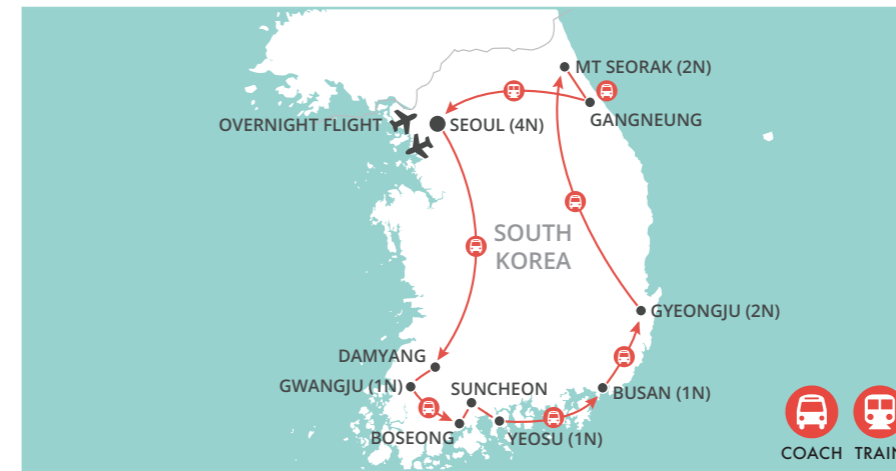 MT SEORAK (2N)
GANGNEUNG
OVERNIGHT FLIGHT
SEOUL (4N)
SOUTH
KOREA
GYEONGJU (2N)
DAMYANG
GWANGJU (1N)
SUNCHEON
BUSAN (1N)
BOSEONG
YEOSU (1N)
COACH
TRAIN